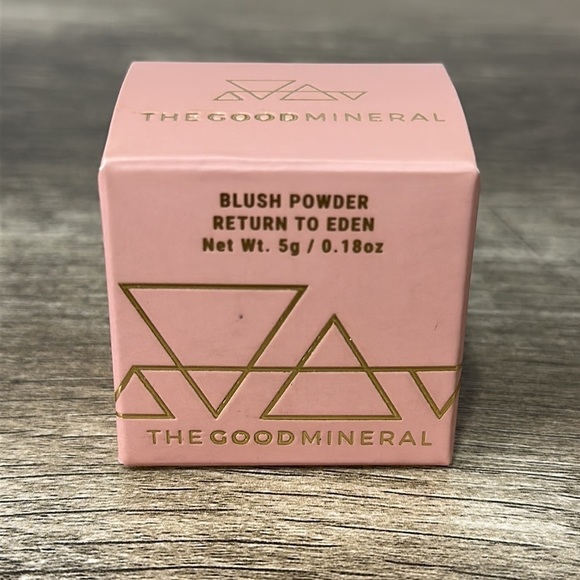 THE GOOD MINERAL
BLUSH POWDER
RETURN TO EDEN
Net Wt. 5g / 0.18oz
THE GOOD MINERAL